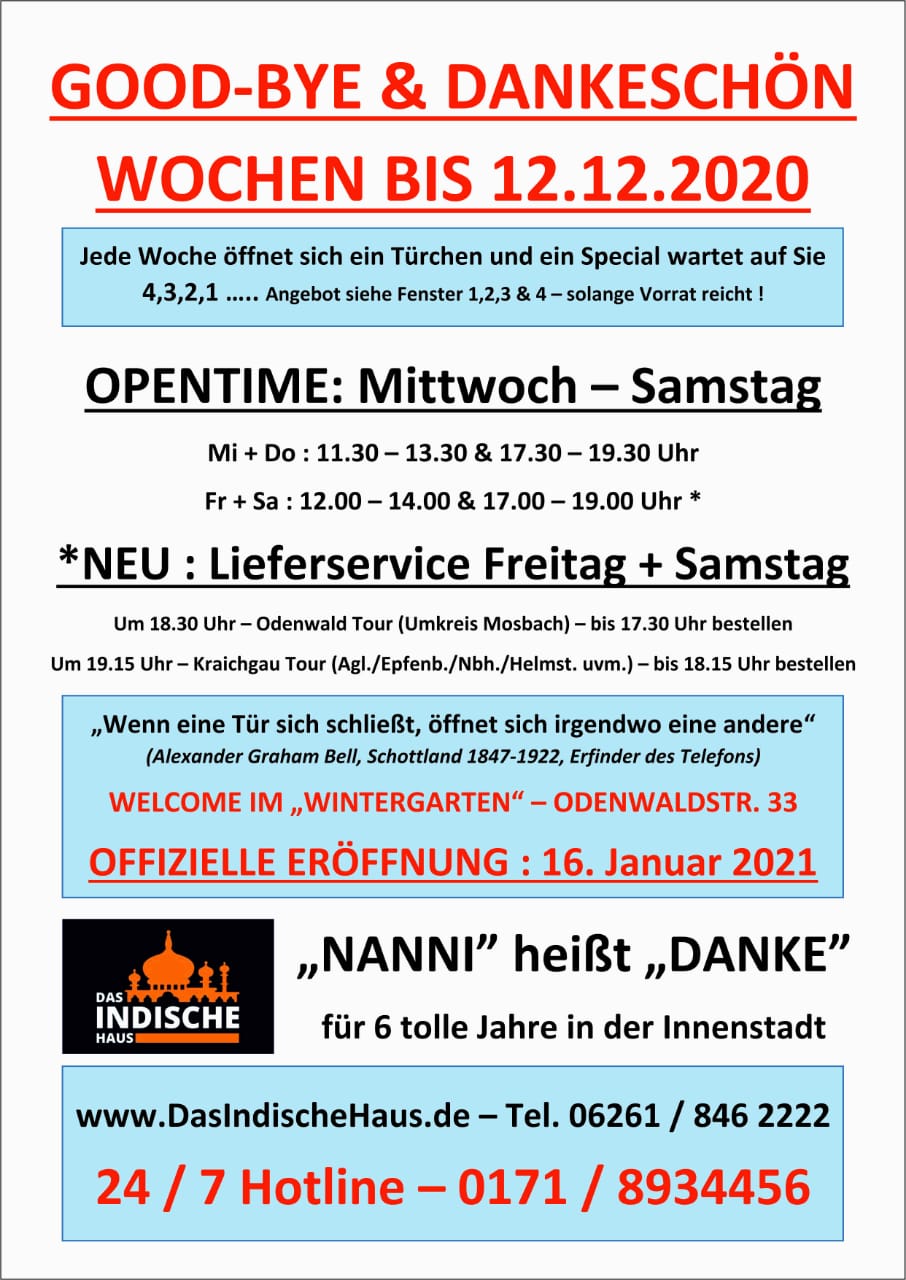 GOOD-BYE & DANKESCHÖN
WOCHEN BIS 12.12.2020
Jede Woche öffnet sich ein Türchen und ein Special wartet auf Sie
4,3,2,1 ..... Angebot siehe Fenster 1,2,3 & 4 – solange Vorrat reicht !
OPENTIME: Mittwoch – Samstag
Mi + Do : 11.30 – 13.30 & 17.30 – 19.30 Uhr
Fr + Sa : 12.00 – 14.00 & 17.00 – 19.00 Uhr *
*NEU : Lieferservice Freitag + Samstag
Um 18.30 Uhr – Odenwald Tour (Umkreis Mosbach) – bis 17.30 Uhr bestellen
Um 19.15 Uhr – Kraichgau Tour (Agl./Epfenb./Nbh./Helmst. uvm.) – bis 18.15 Uhr bestellen
„Wenn eine Tür sich schließt, öffnet sich irgendwo eine andere“
(Alexander Graham Bell, Schottland 1847-1922, Erfinder des Telefons)
WELCOME IM „WINTERGARTEN“ – ODENWALDSTR. 33
OFFIZIELLE ERÖFFNUNG : 16. Januar 2021
DAS
INDISCHE
HAUS
„NANNI” heißt „DANKE”
für 6 tolle Jahre in der Innenstadt
www.DasIndischeHaus.de – Tel. 06261 / 846 2222
24 / 7 Hotline – 0171 / 8934456